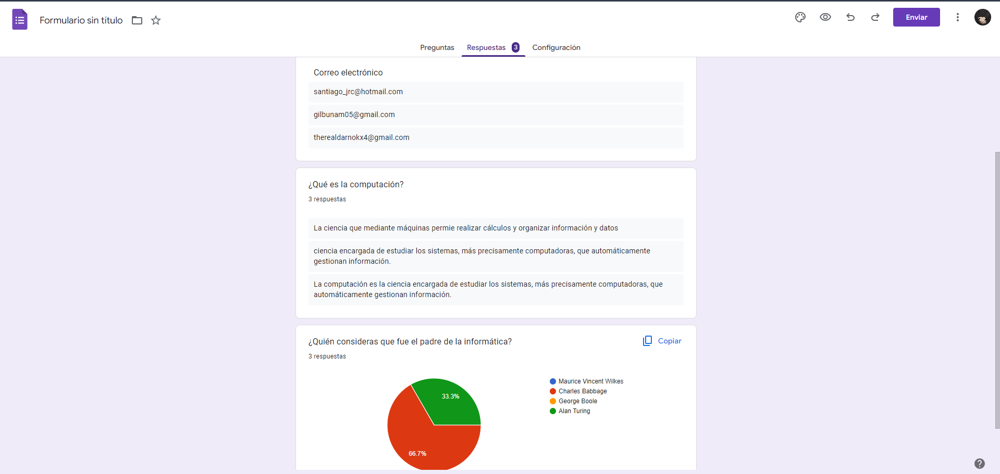 Formulario sin título
Enviar
Preguntas
Respuestas 3
Configuración
Correo electrónico
santiago_jrc@hotmail.com
gilbunam05@gmail.com
therealdarnokx4@gmail.com
¿Qué es la computación?
3 respuestas
La ciencia que mediante máquinas permie realizar cálculos y organizar información y datos
ciencia encargada de estudiar los sistemas, más precisamente computadoras, que automáticamente
gestionan información.
La computación es la ciencia encargada de estudiar los sistemas, más precisamente computadoras, que
automáticamente gestionan información.
¿Quién consideras que fue el padre de la informática?
Copiar
3 respuestas
33.3%
66.7%
Maurice Vincent Wilkes
Charles Babbage
George Boole
Alan Turing